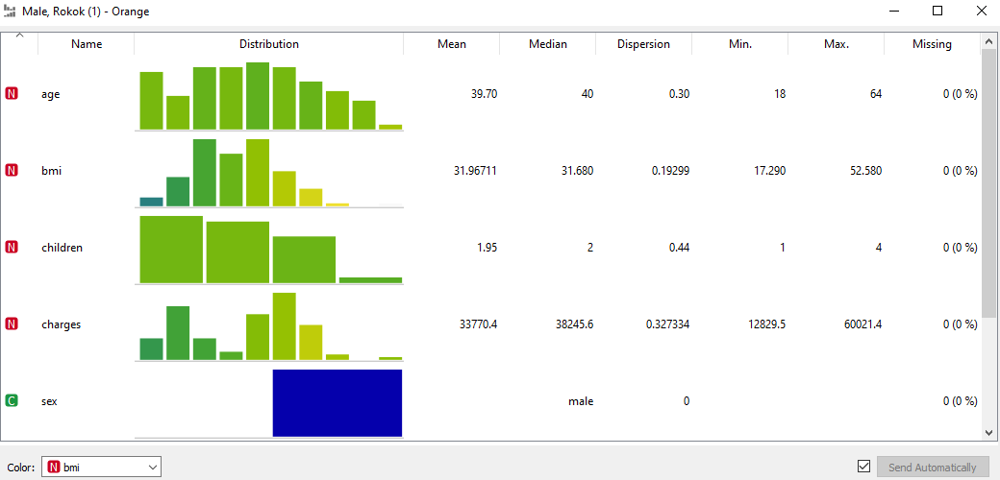 Male, Rokok (1) - Orange
Name Distribution Mean Median Dispersion Min. Max. Missing
N age 39.70 40 0.30 18 64 0 (0 %)
N bmi 31.96711 31.680 0.19299 17.290 52.580 0 (0 %)
N children 1.95 2 0.44 1 4 0 (0 %)
N charges 33770.4 38245.6 0.327334 12829.5 60021.4 0 (0 %)
C sex male 0 0 (0 %)
Color: N bmi Send Automatically